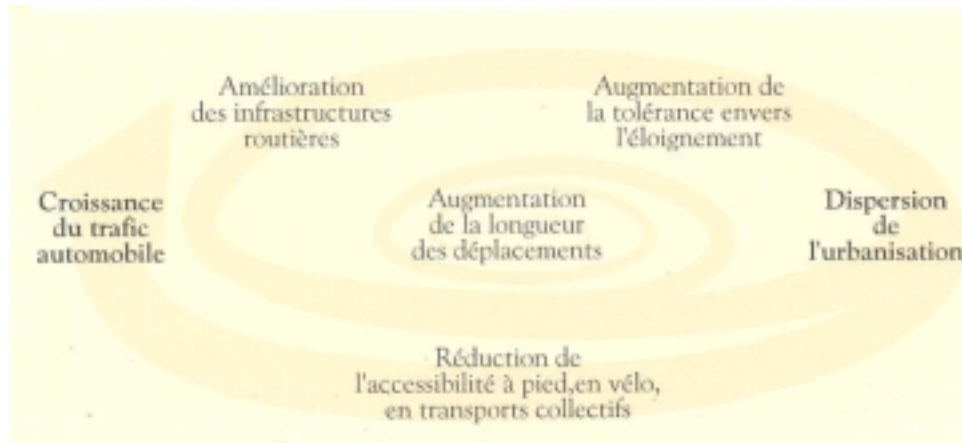 Amélioration
des infrastructures
routières
Augmentation de
la tolérance envers
l'éloignement
Croissance
du trafic
automobile
Augmentation
de la longueur
des déplacements
Dispersion
de
l'urbanisation
Réduction de
l'accessibilité à pied,en vélo,
en transports collectifs